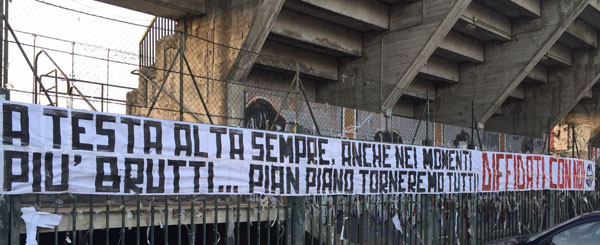 A TESTA ALTA SEMPRE, ANCHE NEI MOMENTI
PIU' BRUTTI... PIAN PIANO TORNEREMO TUTTI! DIFFIDATI CON NOI